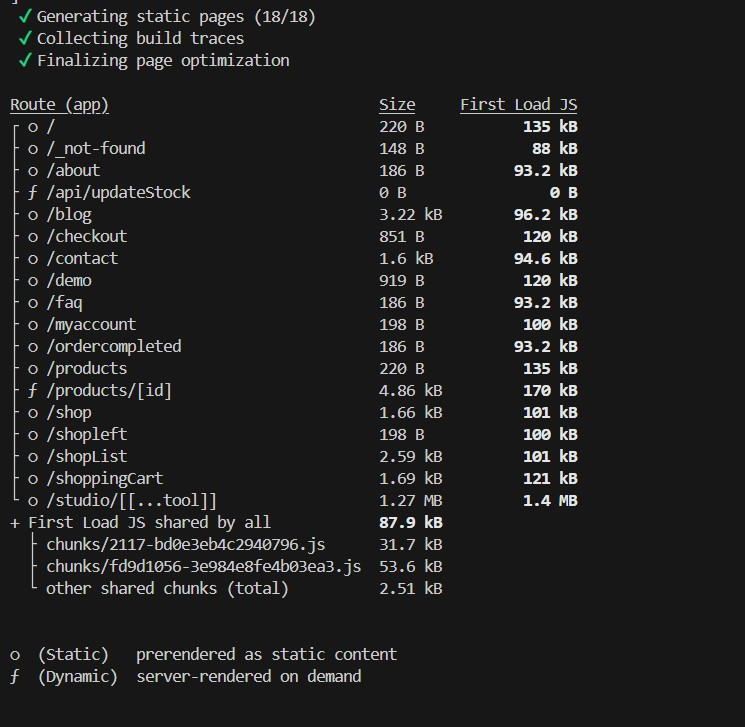 ✓ Generating static pages (18/18)
✓ Collecting build traces
✓ Finalizing page optimization
Route (app) Size First Load JS
┌ ○ / 220 B 135 kB
├ ○ /_not-found 148 B 88 kB
├ ○ /about 186 B 93.2 kB
├ ƒ /api/updateStock 0 B 0 B
├ ○ /blog 3.22 kB 96.2 kB
├ ○ /checkout 851 B 120 kB
├ ○ /contact 1.6 kB 94.6 kB
├ ○ /demo 919 B 120 kB
├ ○ /faq 186 B 93.2 kB
├ ○ /myaccount 198 B 100 kB
├ ○ /ordercompleted 186 B 93.2 kB
├ ○ /products 220 B 135 kB
├ ƒ /products/[id] 4.86 kB 170 kB
├ ○ /shop 1.66 kB 101 kB
├ ○ /shopleft 198 B 100 kB
├ ○ /shopList 2.59 kB 101 kB
├ ○ /shoppingCart 1.69 kB 121 kB
└ ○ /studio/[[...tool]] 1.27 MB 1.4 MB
+ First Load JS shared by all 87.9 kB
├ chunks/2117-bd0e3eb4c2940796.js 31.7 kB
├ chunks/fd9d1056-3e984e8fe4b03ea3.js 53.6 kB
└ other shared chunks (total) 2.51 kB
○ (Static) prerendered as static content
ƒ (Dynamic) server-rendered on demand